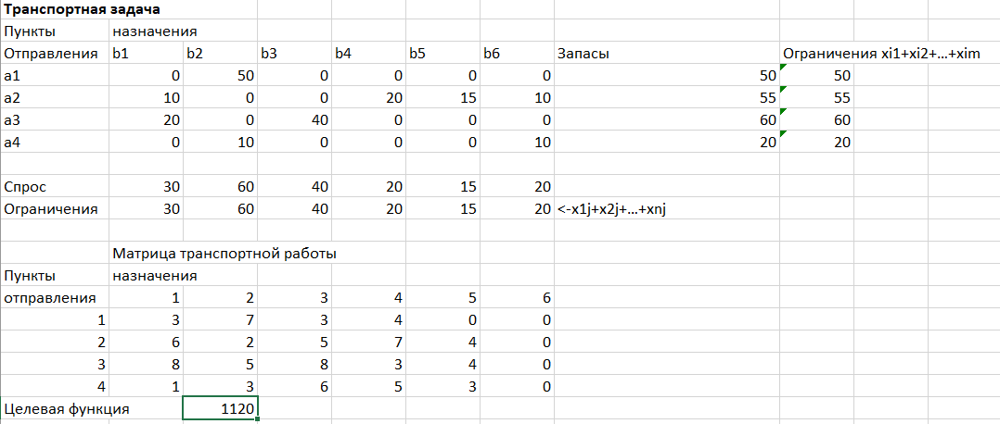 Транспортная задача
Пункты назначения
Отправления b1 b2 b3 b4 b5 b6 Запасы Ограничения xi1+xi2+...+xim
a1 0 50 0 0 0 0 50 50
a2 10 0 0 20 15 10 55 55
a3 20 0 40 0 0 0 60 60
a4 0 10 0 0 0 10 20 20
Спрос 30 60 40 20 15 20
Ограничения 30 60 40 20 15 20 <-x1j+x2j+...+xnj
Матрица транспортной работы
Пункты назначения
отправления 1 2 3 4 5 6
1 3 7 3 4 0 0
2 6 2 5 7 4 0
3 8 5 8 3 4 0
4 1 3 6 5 3 0
Целевая функция 1120